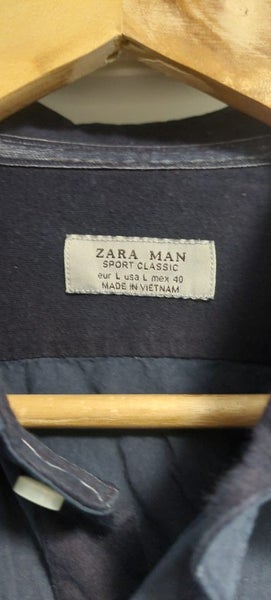 ZARA MAN
SPORT CLASSIC
eur L usa L mex 40
MADE IN VIETNAM